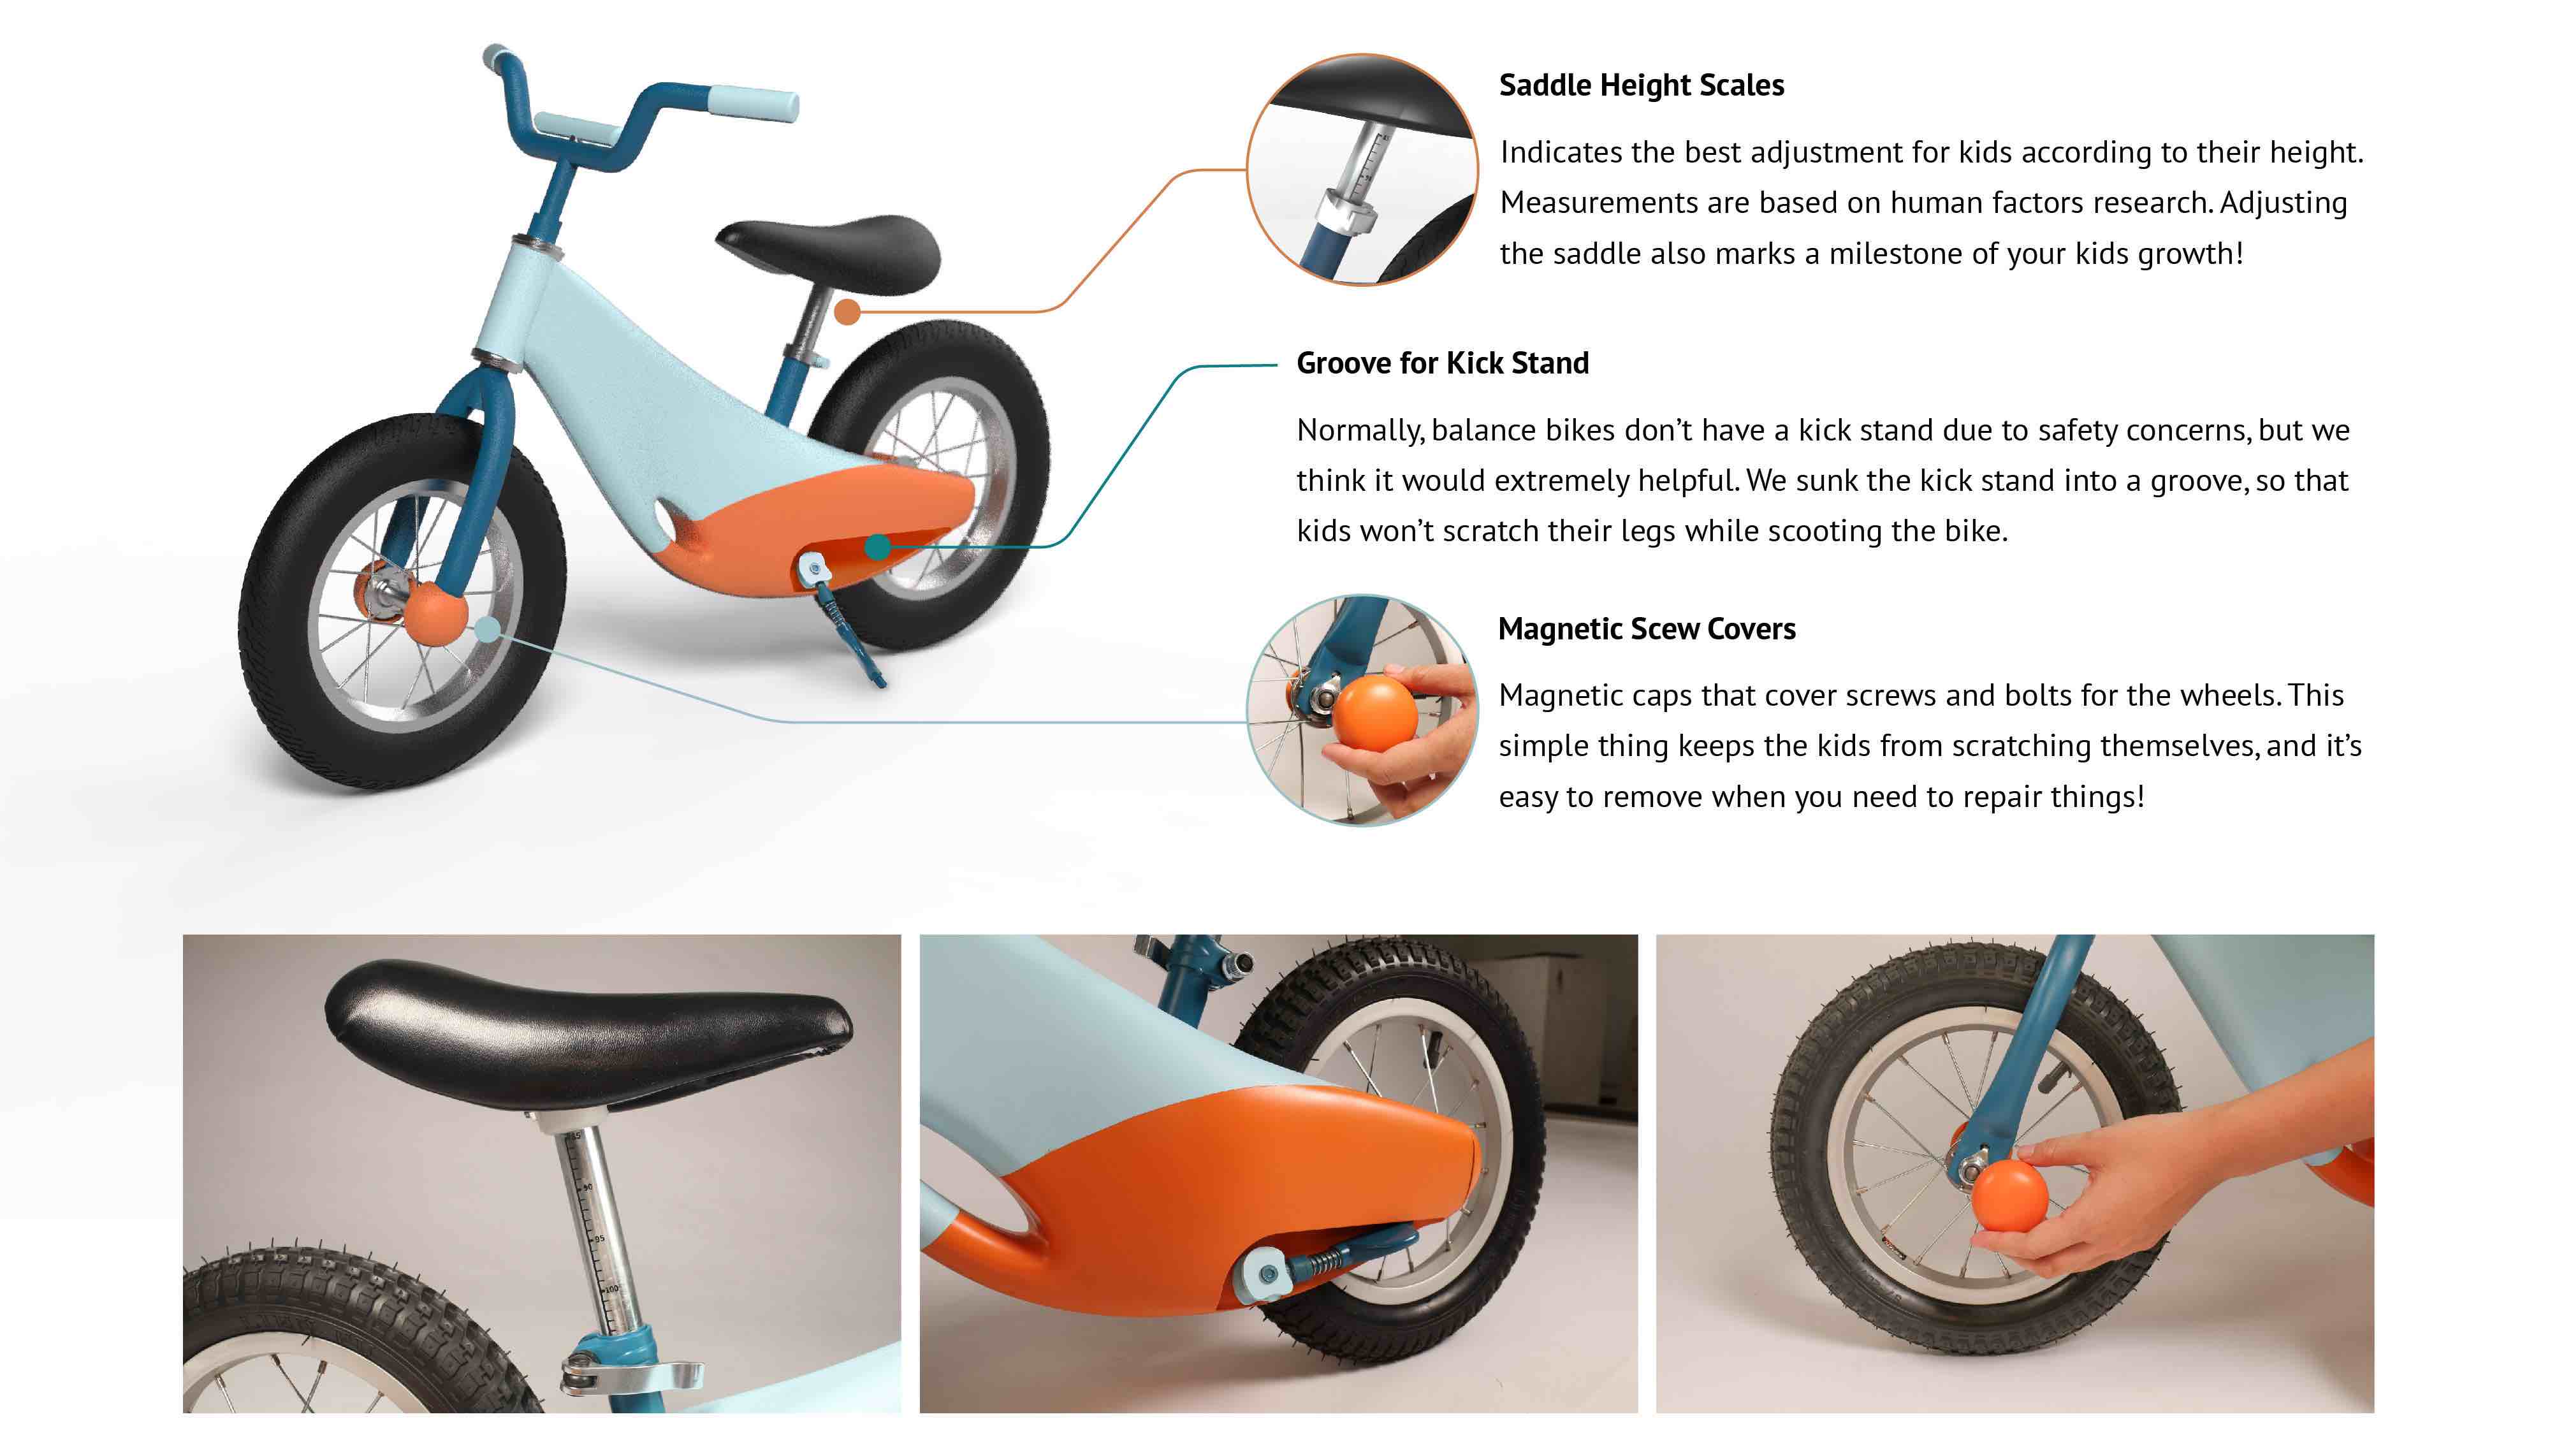 Saddle Height Scales
Indicates the best adjustment for kids according to their height.
Measurements are based on human factors research. Adjusting
the saddle also marks a milestone of your kids growth!
Groove for Kick Stand
Normally, balance bikes don’t have a kick stand due to safety concerns, but we
think it would extremely helpful. We sunk the kick stand into a groove, so that
kids won’t scratch their legs while scooting the bike.
Magnetic Scew Covers
Magnetic caps that cover screws and bolts for the wheels. This
simple thing keeps the kids from scratching themselves, and it’s
easy to remove when you need to repair things!
90
95
100